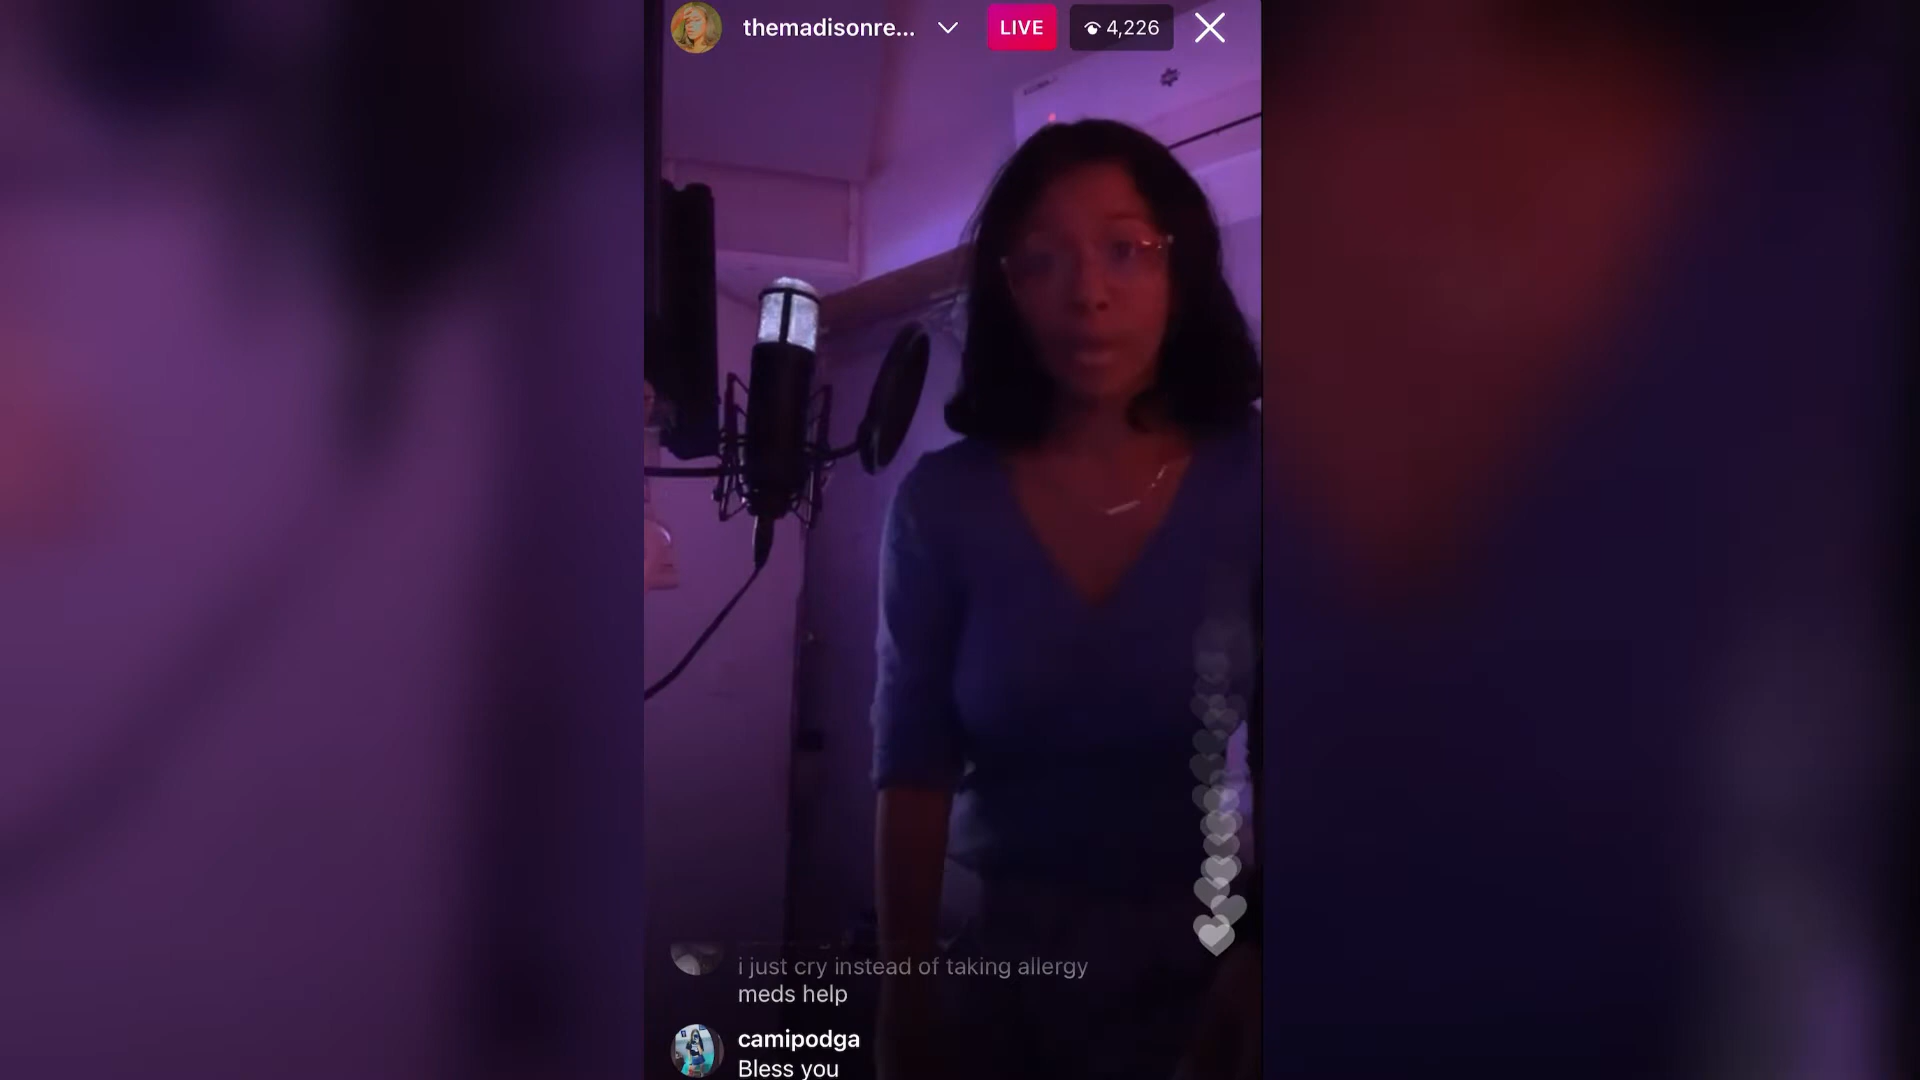 themadisonre...
LIVE
4,226
i just cry instead of taking allergy
meds help
camipodga
Bless you